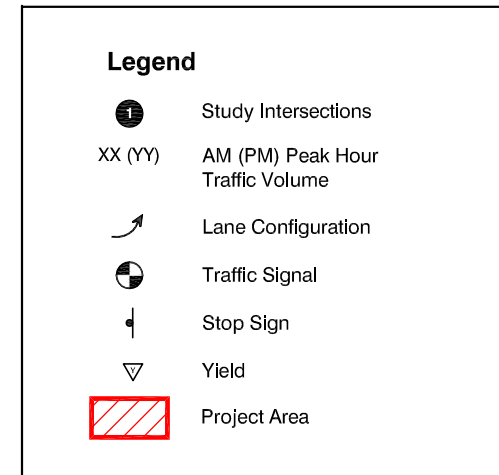 Legend
1 Study Intersections
XX (YY) AM (PM) Peak Hour
Traffic Volume
Lane Configuration
Traffic Signal
Stop Sign
Y Yield
Project Area